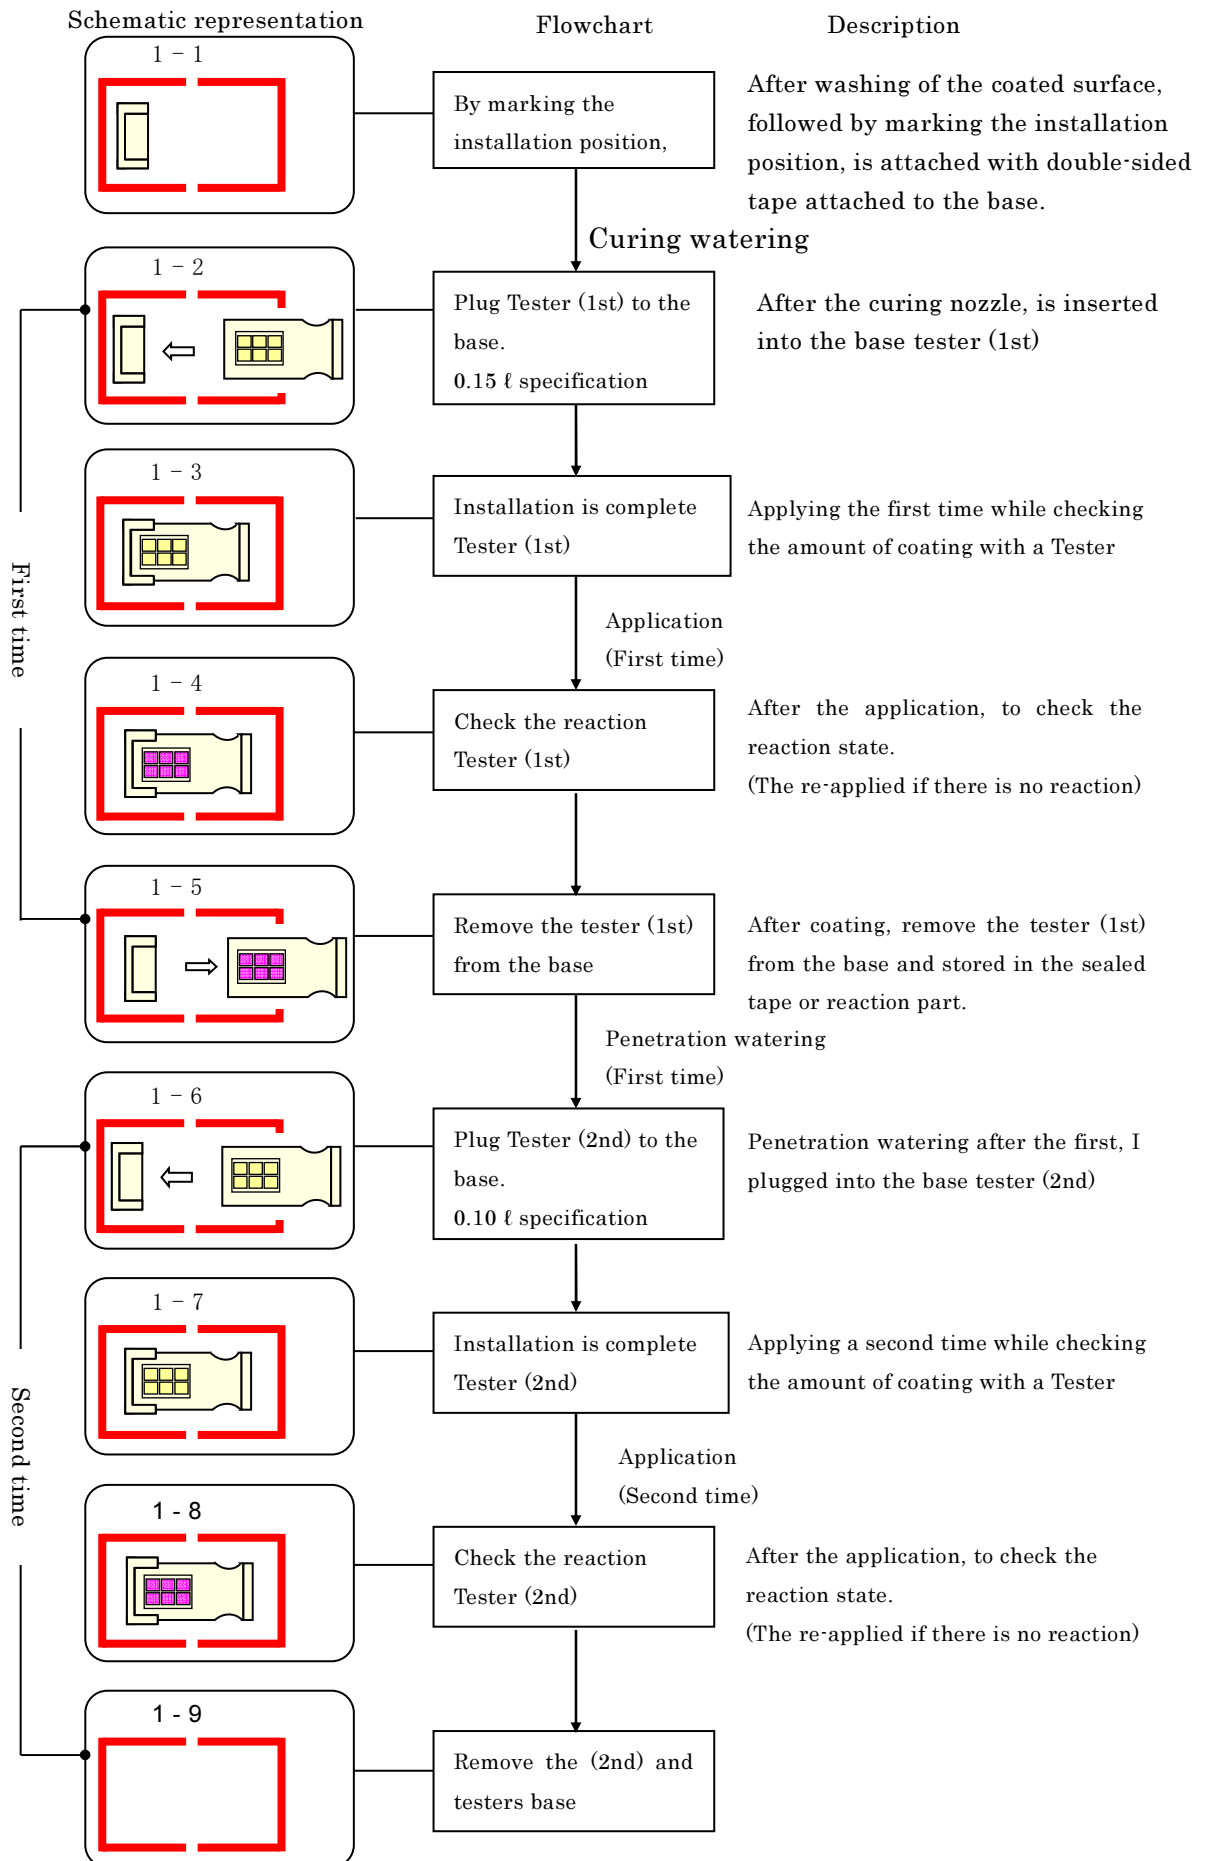 Schematic representation
Flowchart
Description
1 - 1
By marking the
installation position,
After washing of the coated surface,
followed by marking the installation
position, is attached with double-sided
tape attached to the base.
Curing watering
1 - 2
Plug Tester (1st) to the
base.
0.15 ℓ specification
After the curing nozzle, is inserted
into the base tester (1st)
1 - 3
Installation is complete
Tester (1st)
Applying the first time while checking
the amount of coating with a Tester
First time
Application
(First time)
1 - 4
Check the reaction
Tester (1st)
After the application, to check the
reaction state.
(The re-applied if there is no reaction)
1 - 5
Remove the tester (1st)
from the base
After coating, remove the tester (1st)
from the base and stored in the sealed
tape or reaction part.
Penetration watering
(First time)
1 - 6
Plug Tester (2nd) to the
base.
0.10 ℓ specification
Penetration watering after the first, I
plugged into the base tester (2nd)
1 - 7
Installation is complete
Tester (2nd)
Applying a second time while checking
the amount of coating with a Tester
Second time
Application
(Second time)
1 - 8
Check the reaction
Tester (2nd)
After the application, to check the
reaction state.
(The re-applied if there is no reaction)
1 - 9
Remove the (2nd) and
testers base